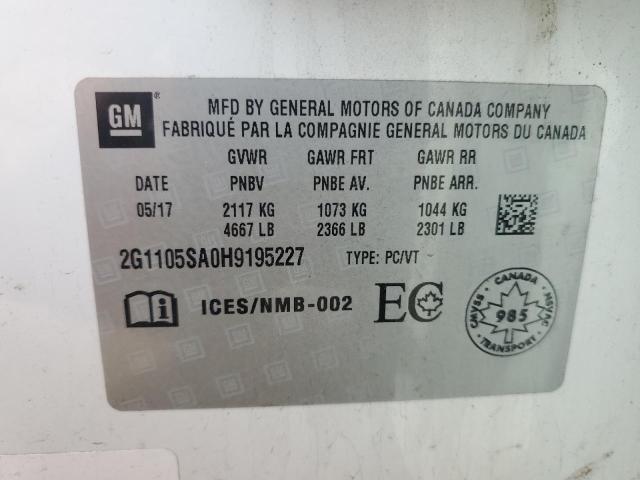 GM ®
MFD BY GENERAL MOTORS OF CANADA COMPANY
FABRIQUÉ PAR LA COMPAGNIE GENERAL MOTORS DU CANADA
GVWR GAWR FRT GAWR RR
DATE PNBV PNBE AV. PNBE ARR.
05/17 2117 KG 1073 KG 1044 KG
4667 LB 2366 LB 2301 LB
2G1105SA0H9195227 TYPE: PC/VT
i ICES/NMB-002 EC
CANADA
CMVSS 985 NSVAC
TRANSPORT